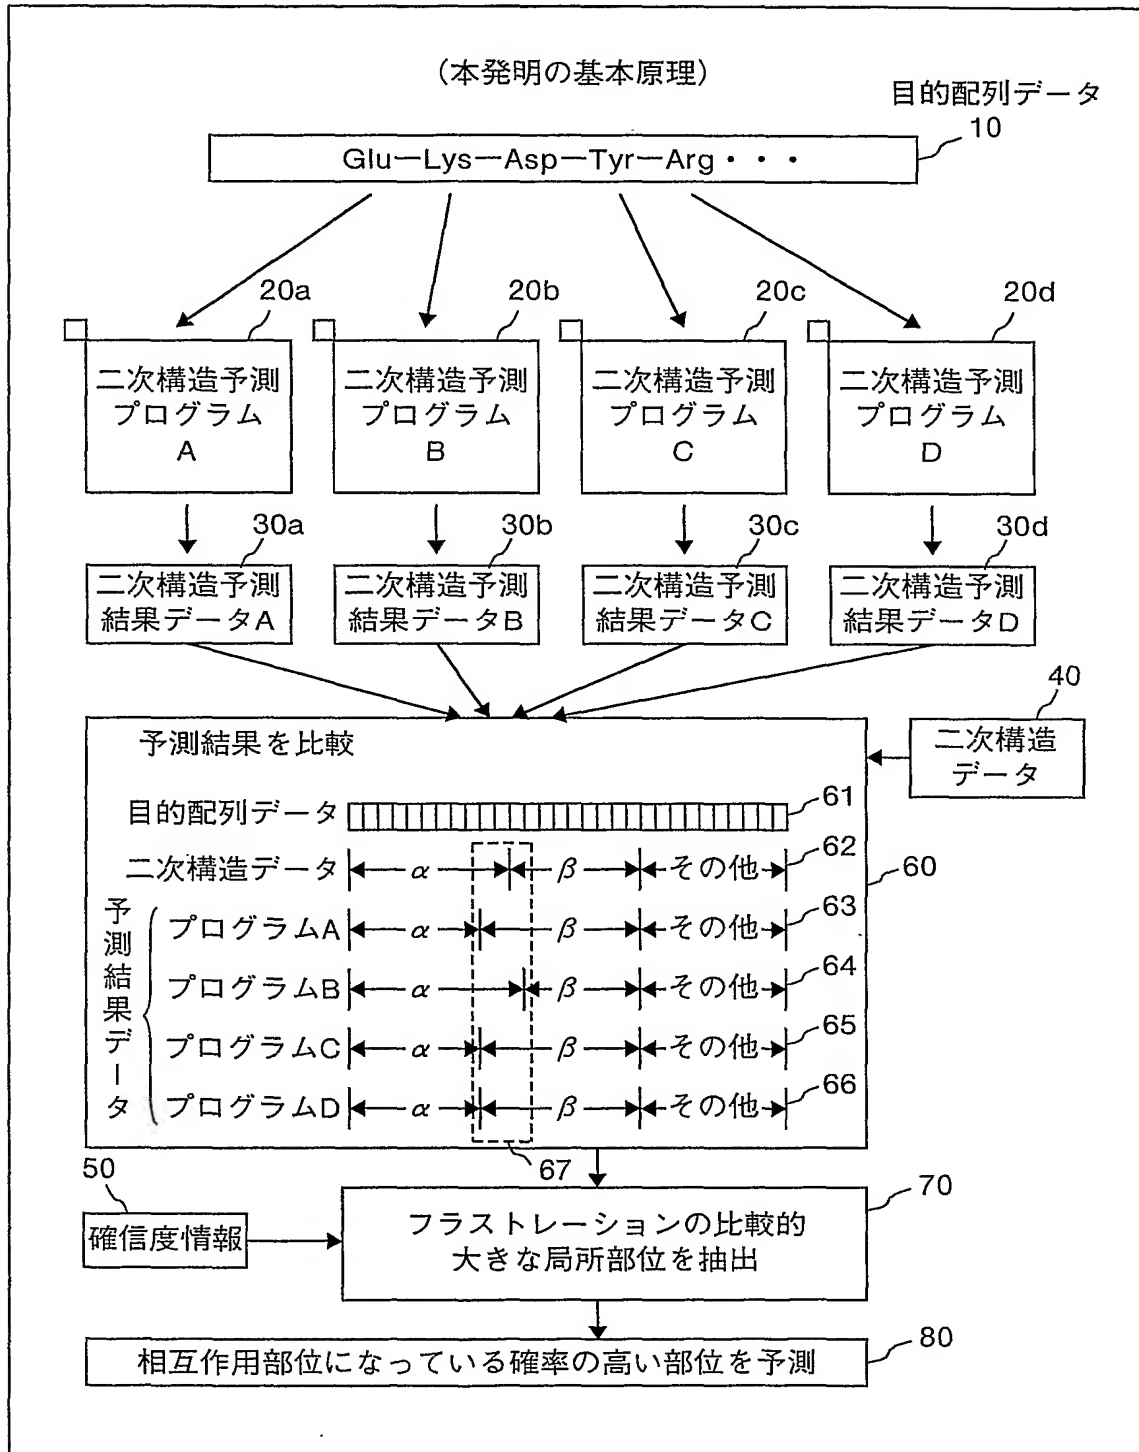 (本発明の基本原理)
目的配列データ
10
Glu—Lys—Asp—Tyr—Arg・・・
20a
20b
20c
20d
二次構造予測
プログラム
A
二次構造予測
プログラム
B
二次構造予測
プログラム
C
二次構造予測
プログラム
D
30a
30b
30c
30d
二次構造予測
結果データA
二次構造予測
結果データB
二次構造予測
結果データC
二次構造予測
結果データD
40
二次構造
データ
予測結果を比較
60
目的配列データ 61
二次構造データ α β その他 62
予測結果データ
プログラムA α β その他 63
プログラムB α β その他 64
プログラムC α β その他 65
プログラムD α β その他 66
67
50
確信度情報
70
フラストレーションの比較的
大きな局所部位を抽出
80
相互作用部位になっている確率の高い部位を予測